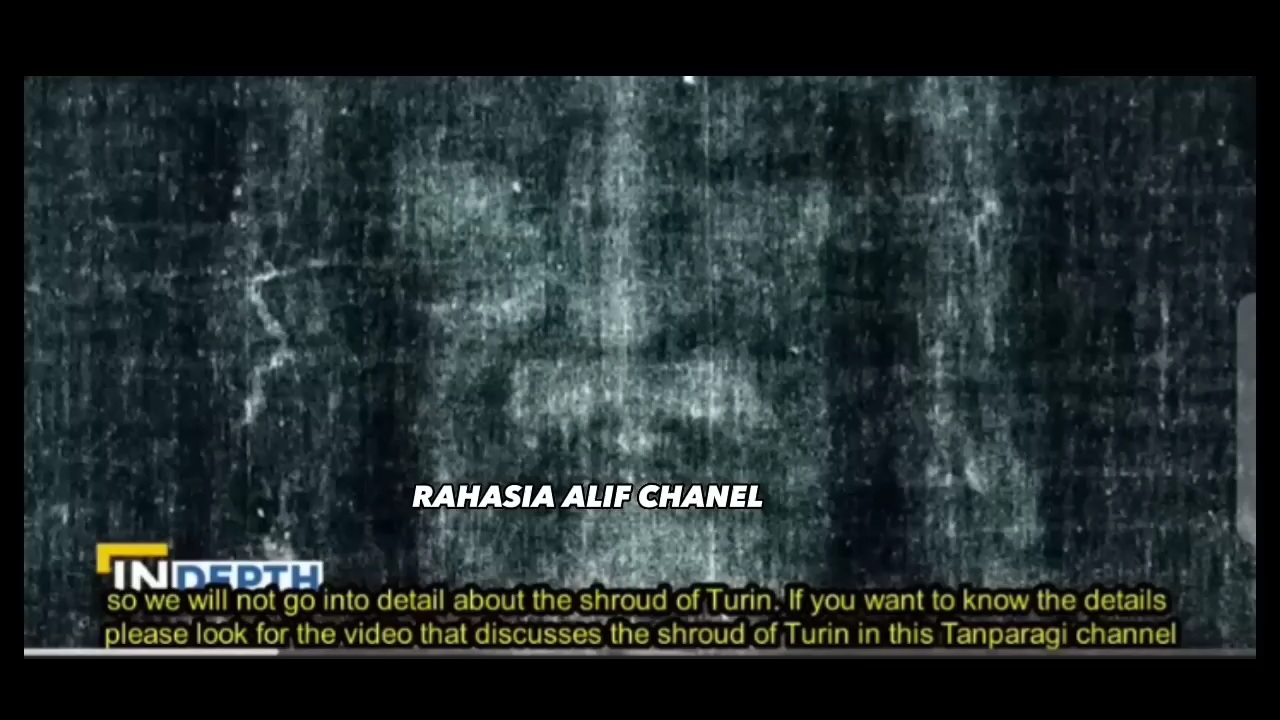 RAHASIA ALIF CHANEL
INDEPTH
so we will not go into detail about the shroud of Turin. If you want to know the details
please look for the video that discusses the shroud of Turin in this Tanparagi channel